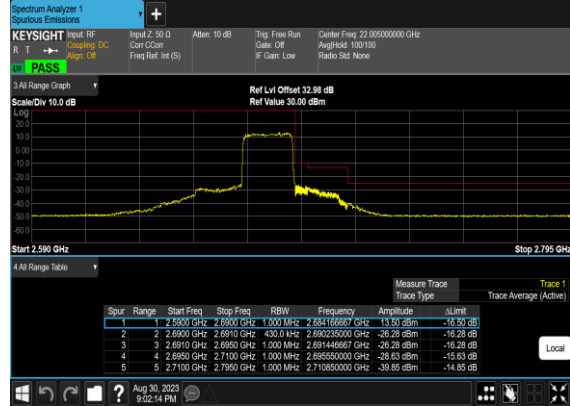 Spectrum Analyzer 1
Spurious Emissions
+
KEYSIGHT Input: RF Input Z: 50 Ω Atten: 10 dB Trig: Free Run Center Freq: 22.005000000 GHz
R T Coupling: DC Corr CCorr Gate: Off Avg|Hold: 100/100
Align: Off Freq Ref: Int (S) IF Gain: Low Radio Std: None
PASS
3 All Range Graph
Ref Lvl Offset 32.98 dB
Scale/Div 10.0 dB Ref Value 30.00 dBm
Log
20.0
10.0
0.00
-10.0
-20.0
-30.0
-40.0
-50.0
-60.0
Start 2.590 GHz Stop 2.795 GHz
4 All Range Table
Measure Trace Trace 1
Trace Type Trace Average (Active)
Spur Range Start Freq Stop Freq RBW Frequency Amplitude ΔLimit
1 1 2.5900 GHz 2.6900 GHz 1.000 MHz 2.684166667 GHz 13.50 dBm -16.50 dB
2 2 2.6900 GHz 2.6910 GHz 430.0 kHz 2.690235000 GHz -26.28 dBm -16.28 dB
3 3 2.6910 GHz 2.6950 GHz 1.000 MHz 2.691446667 GHz -26.28 dBm -16.28 dB
4 4 2.6950 GHz 2.7100 GHz 1.000 MHz 2.695550000 GHz -28.63 dBm -15.63 dB
5 5 2.7100 GHz 2.7950 GHz 1.000 MHz 2.710850000 GHz -39.85 dBm -14.85 dB
Local
?
Aug 30, 2023
9:02:14 PM